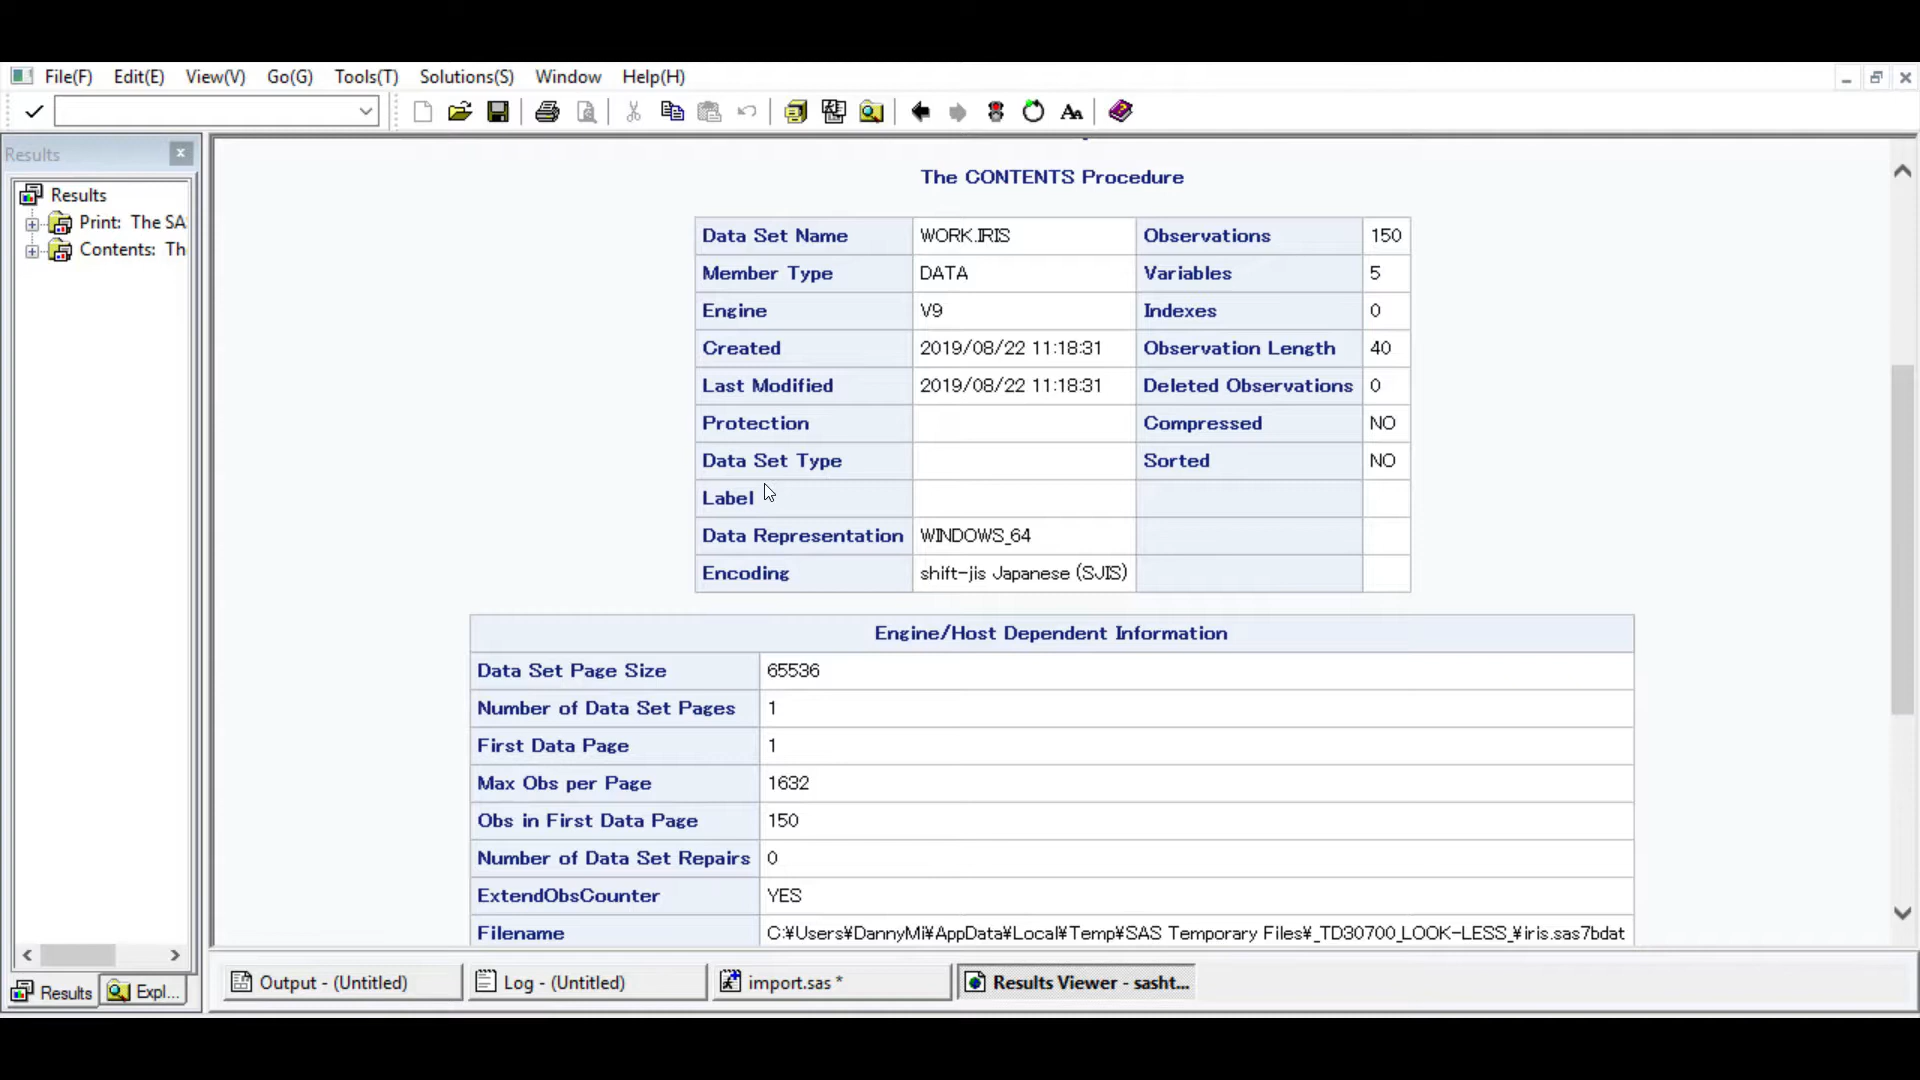 File(F) Edit(E) View(V) Go(G) Tools(T) Solutions(S) Window Help(H)
Results
Results
Print: The SA
Contents: Th
The CONTENTS Procedure
Data Set Name WORK.IRIS Observations 150
Member Type DATA Variables 5
Engine V9 Indexes 0
Created 2019/08/22 11:18:31 Observation Length 40
Last Modified 2019/08/22 11:18:31 Deleted Observations 0
Protection Compressed NO
Data Set Type Sorted NO
Label
Data Representation WINDOWS_64
Encoding shift-jis Japanese (SJIS)
Engine/Host Dependent Information
Data Set Page Size 65536
Number of Data Set Pages 1
First Data Page 1
Max Obs per Page 1632
Obs in First Data Page 150
Number of Data Set Repairs 0
ExtendObsCounter YES
Filename C:¥Users¥DannyMi¥AppData¥Local¥Temp¥SAS Temporary Files¥_TD30700_LOOK-LESS_¥iris.sas7bdat
Results Expl...
Output - (Untitled) Log - (Untitled) import.sas * Results Viewer - sasht...